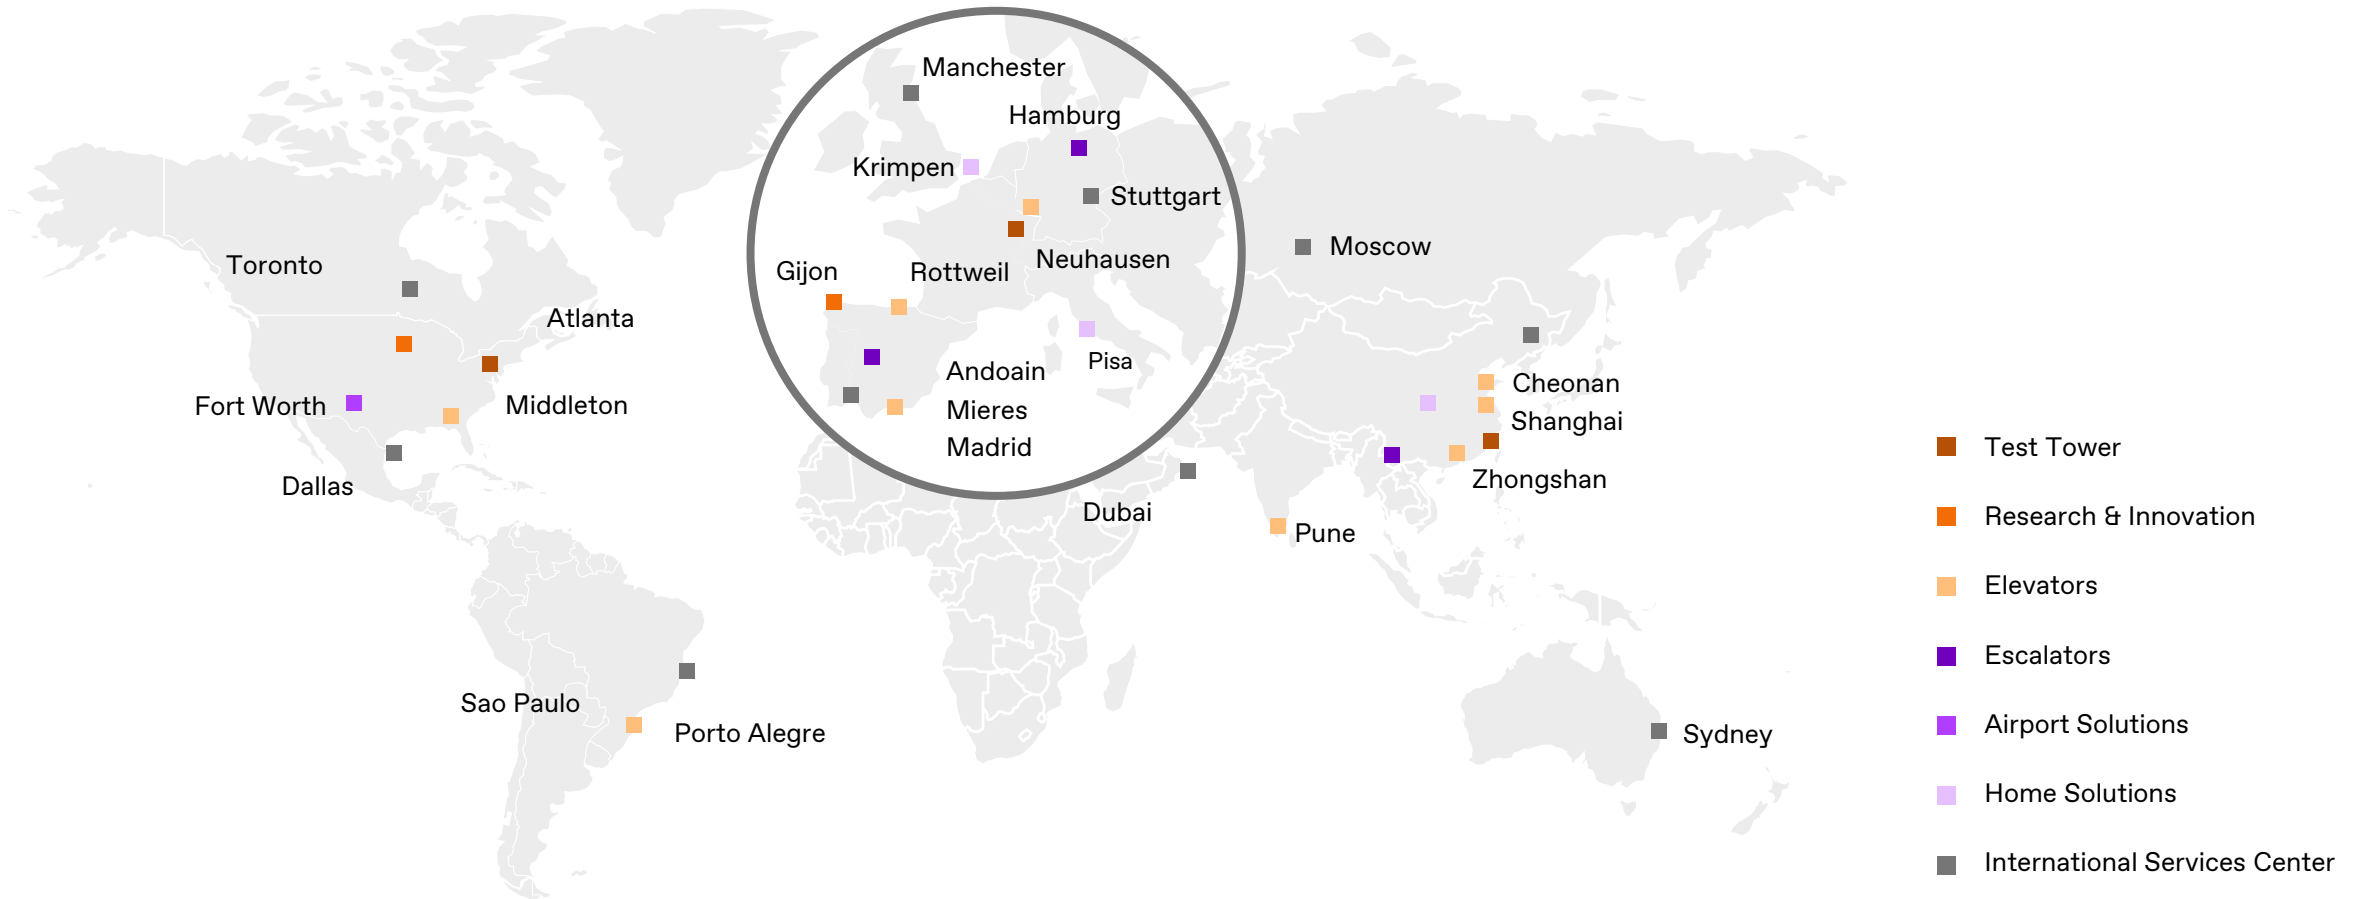 Manchester
Hamburg
Krimpen
Stuttgart
Moscow
Toronto
Neuhausen
Gijon
Rottweil
Atlanta
Pisa
Andoain
Cheonan
Fort Worth
Middleton
Mieres
Shanghai
Madrid
Test Tower
Dallas
Zhongshan
Dubai
Research & Innovation
Pune
Elevators
Escalators
Sao Paulo
Airport Solutions
Porto Alegre
Sydney
Home Solutions
International Services Center